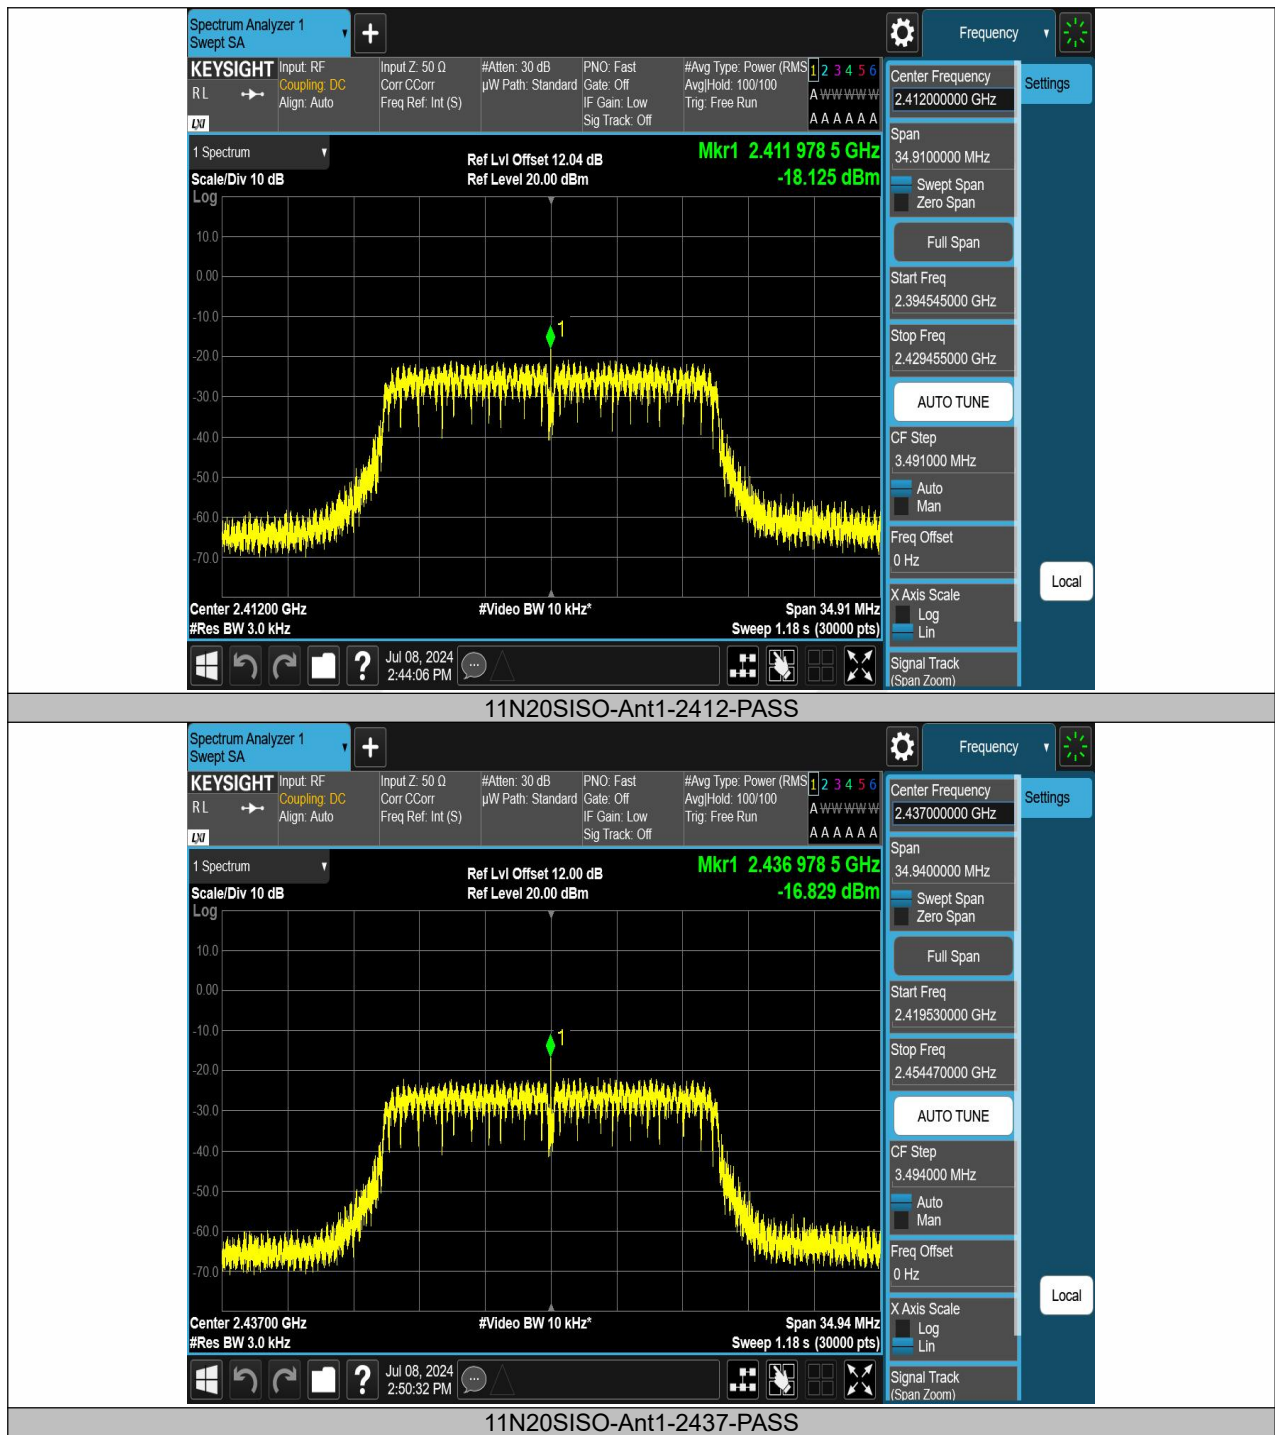 Spectrum Analyzer 1
Swept SA
Frequency
KEYSIGHT
RL
LXI
Input: RF
Coupling: DC
Align: Auto
Input Z: 50 Ω
Corr CCorr
Freq Ref: Int (S)
#Atten: 30 dB
µW Path: Standard
PNO: Fast
Gate: Off
IF Gain: Low
Sig Track: Off
#Avg Type: Power (RMS
Avg|Hold: 100/100
Trig: Free Run
1 2 3 4 5 6
A W W W W W
A A A A A A
1 Spectrum
Scale/Div 10 dB
Log
Ref Lvl Offset 12.04 dB
Ref Level 20.00 dBm
Mkr1 2.411 978 5 GHz
-18.125 dBm
10.0
0.00
-10.0
-20.0
-30.0
-40.0
-50.0
-60.0
-70.0
1
Center 2.41200 GHz
#Res BW 3.0 kHz
#Video BW 10 kHz*
Span 34.91 MHz
Sweep 1.18 s (30000 pts)
Jul 08, 2024
2:44:06 PM
Center Frequency
2.412000000 GHz
Settings
Span
34.9100000 MHz
Swept Span
Zero Span
Full Span
Start Freq
2.394545000 GHz
Stop Freq
2.429455000 GHz
AUTO TUNE
CF Step
3.491000 MHz
Auto
Man
Freq Offset
0 Hz
Local
X Axis Scale
Log
Lin
Signal Track
(Span Zoom)
11N20SISO-Ant1-2412-PASS
Spectrum Analyzer 1
Swept SA
Frequency
KEYSIGHT
RL
LXI
Input: RF
Coupling: DC
Align: Auto
Input Z: 50 Ω
Corr CCorr
Freq Ref: Int (S)
#Atten: 30 dB
µW Path: Standard
PNO: Fast
Gate: Off
IF Gain: Low
Sig Track: Off
#Avg Type: Power (RMS
Avg|Hold: 100/100
Trig: Free Run
1 2 3 4 5 6
A W W W W W
A A A A A A
1 Spectrum
Scale/Div 10 dB
Log
Ref Lvl Offset 12.00 dB
Ref Level 20.00 dBm
Mkr1 2.436 978 5 GHz
-16.829 dBm
10.0
0.00
-10.0
-20.0
-30.0
-40.0
-50.0
-60.0
-70.0
1
Center 2.43700 GHz
#Res BW 3.0 kHz
#Video BW 10 kHz*
Span 34.94 MHz
Sweep 1.18 s (30000 pts)
Jul 08, 2024
2:50:32 PM
Center Frequency
2.437000000 GHz
Settings
Span
34.9400000 MHz
Swept Span
Zero Span
Full Span
Start Freq
2.419530000 GHz
Stop Freq
2.454470000 GHz
AUTO TUNE
CF Step
3.494000 MHz
Auto
Man
Freq Offset
0 Hz
Local
X Axis Scale
Log
Lin
Signal Track
(Span Zoom)
11N20SISO-Ant1-2437-PASS